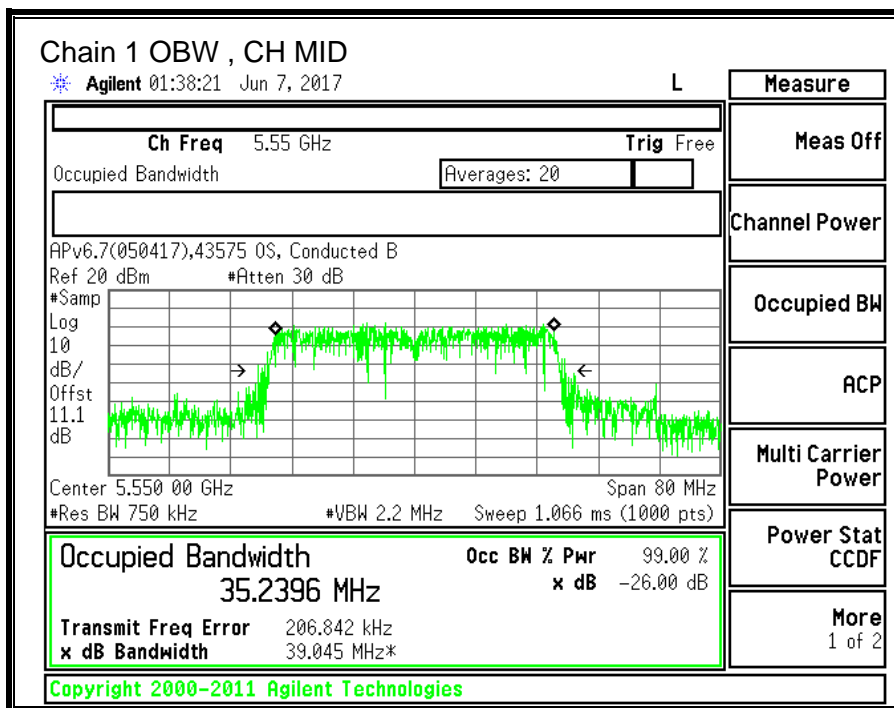 Chain 1 OBW , CH MID
Agilent 01:38:21 Jun 7, 2017 L
Measure
Ch Freq 5.55 GHz Trig Free
Meas Off
Occupied Bandwidth Averages: 20
Channel Power
APv6.7(050417),43575 OS, Conducted B
Ref 20 dBm #Atten 30 dB
#Samp
Log
10
dB/
Offst
11.1
dB
Occupied BW
ACP
Multi Carrier
Power
Center 5.550 00 GHz Span 80 MHz
#Res BW 750 kHz #VBW 2.2 MHz Sweep 1.066 ms (1000 pts)
Power Stat
CCDF
Occupied Bandwidth Occ BW % Pwr 99.00 %
35.2396 MHz x dB -26.00 dB
Transmit Freq Error 206.842 kHz
x dB Bandwidth 39.045 MHz*
More
1 of 2
Copyright 2000-2011 Agilent Technologies